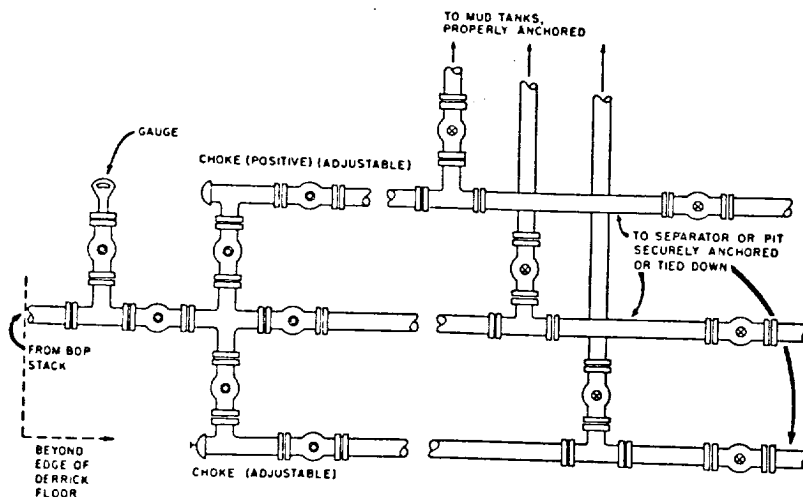 TO MUD TANKS,
PROPERLY ANCHORED
GAUGE
CHOKE (POSITIVE) (ADJUSTABLE)
TO SEPARATOR OR PIT
SECURELY ANCHORED
OR TIED DOWN
FROM BOP
STACK
BEYOND
EDGE OF
DERRICK
FLOOR
CHOKE (ADJUSTABLE)